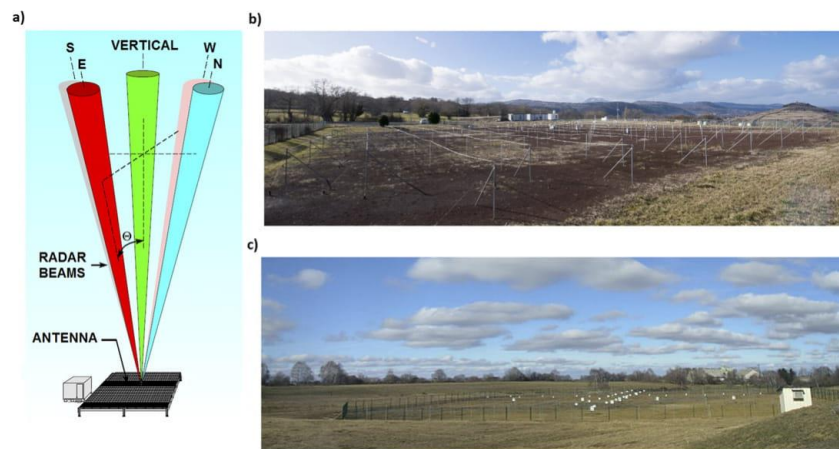 a)
S
E
VERTICAL
W
N
Θ
RADAR
BEAMS
ANTENNA
b)
c)